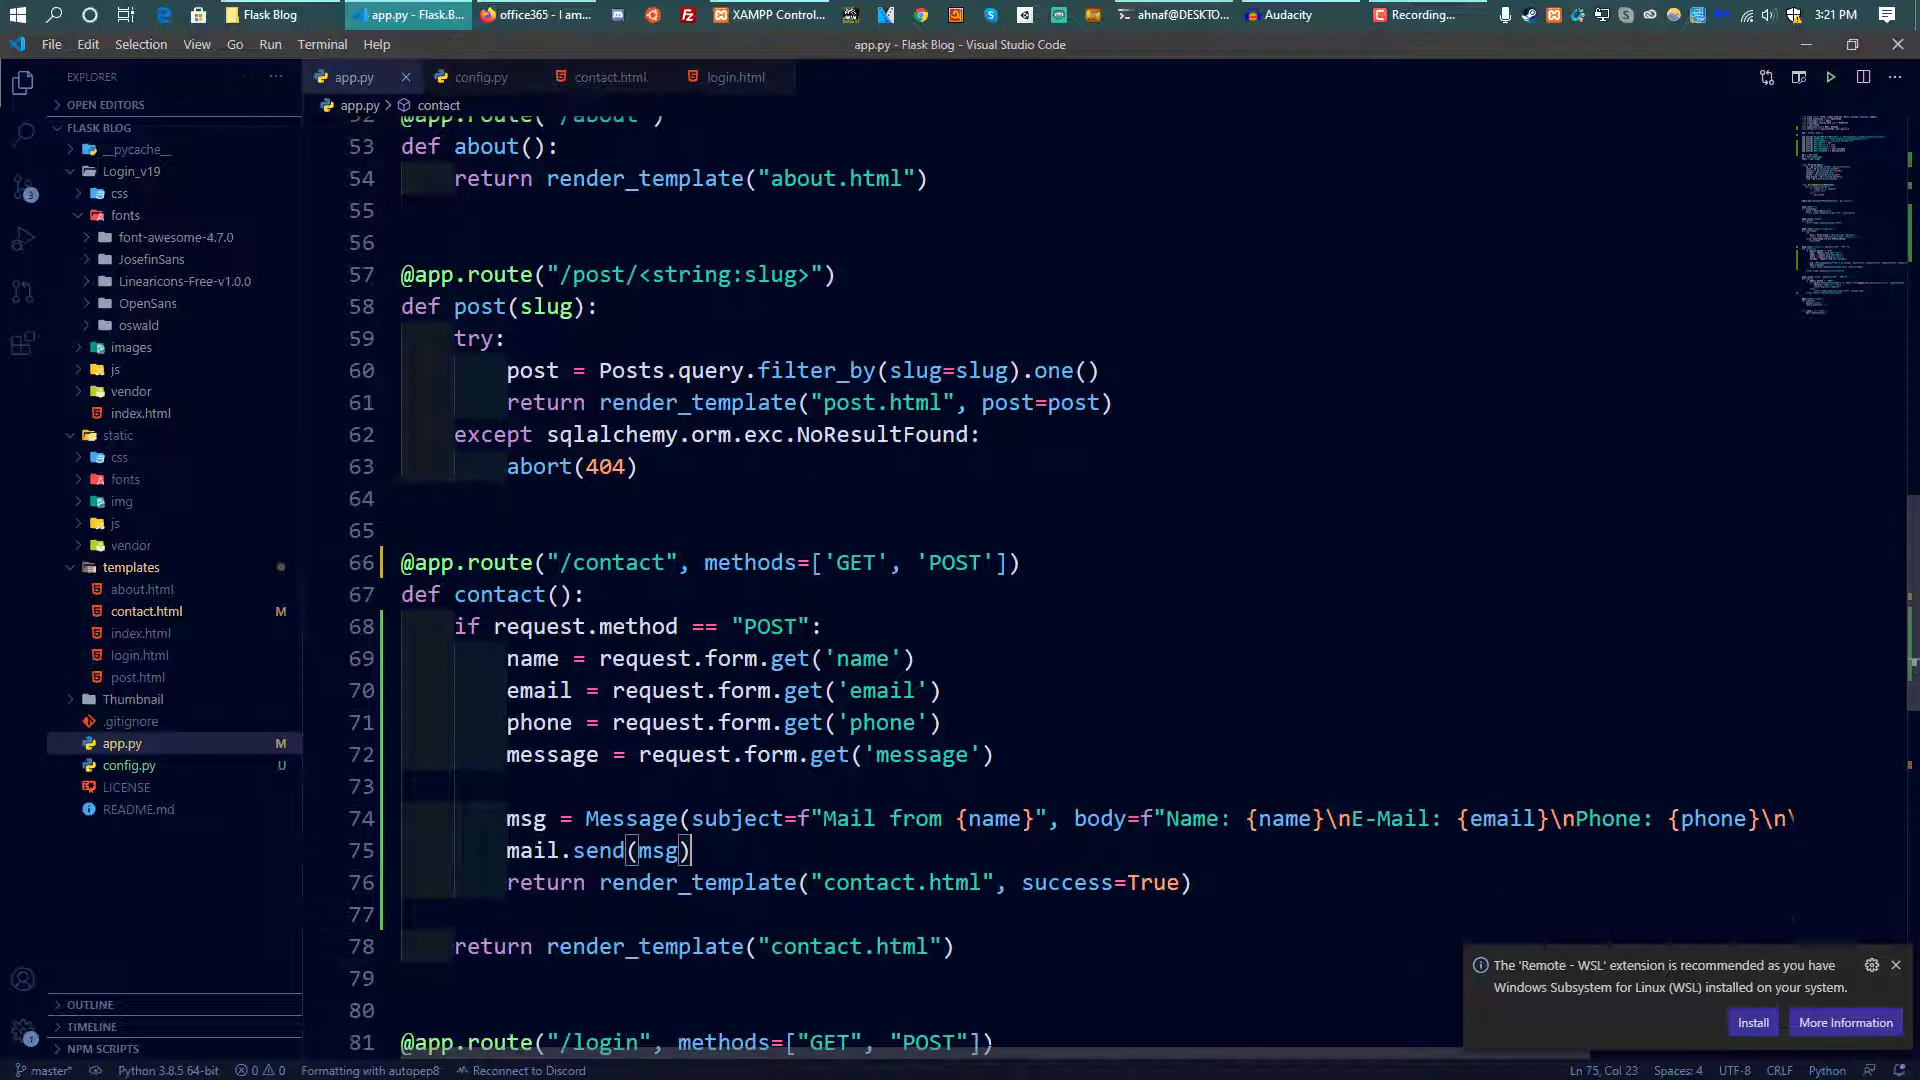 Flask Blog
app.py - Flask.B...
office365 - I am...
XAMPP Control...
ahnaf@DESKTO...
Audacity
Recording...
3:21 PM
File Edit Selection View Go Run Terminal Help
app.py - Flask Blog - Visual Studio Code
EXPLORER
OPEN EDITORS
FLASK BLOG
__pycache__
Login_v19
css
fonts
font-awesome-4.7.0
JosefinSans
Linearicons-Free-v1.0.0
OpenSans
oswald
images
js
vendor
index.html
static
css
fonts
img
js
vendor
templates
about.html
contact.html M
index.html
login.html
post.html
Thumbnail
.gitignore
app.py M
config.py U
LICENSE
README.md
OUTLINE
TIMELINE
NPM SCRIPTS
3
1
app.py config.py contact.html login.html
app.py > contact
52 @app.route("/about")
53 def about():
54 return render_template("about.html")
55
56
57 @app.route("/post/<string:slug>")
58 def post(slug):
59 try:
60 post = Posts.query.filter_by(slug=slug).one()
61 return render_template("post.html", post=post)
62 except sqlalchemy.orm.exc.NoResultFound:
63 abort(404)
64
65
66 @app.route("/contact", methods=['GET', 'POST'])
67 def contact():
68 if request.method == "POST":
69 name = request.form.get('name')
70 email = request.form.get('email')
71 phone = request.form.get('phone')
72 message = request.form.get('message')
73
74 msg = Message(subject=f"Mail from {name}", body=f"Name: {name}\nE-Mail: {email}\nPhone: {phone}\n\
75 mail.send(msg)
76 return render_template("contact.html", success=True)
77
78 return render_template("contact.html")
79
80
81 @app.route("/login", methods=["GET", "POST"])
The 'Remote - WSL' extension is recommended as you have
Windows Subsystem for Linux (WSL) installed on your system.
Install More Information
master* Python 3.8.5 64-bit 0 0 Formatting with autopep8 Reconnect to Discord Ln 75, Col 23 Spaces: 4 UTF-8 CRLF Python